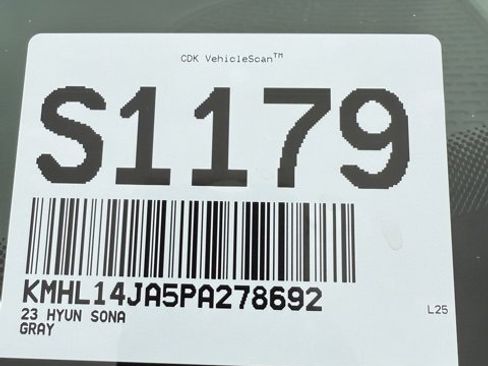 CDK VehicleScan™
S1179
KMHL14JA5PA278692
23 HYUN SONA
GRAY
L25